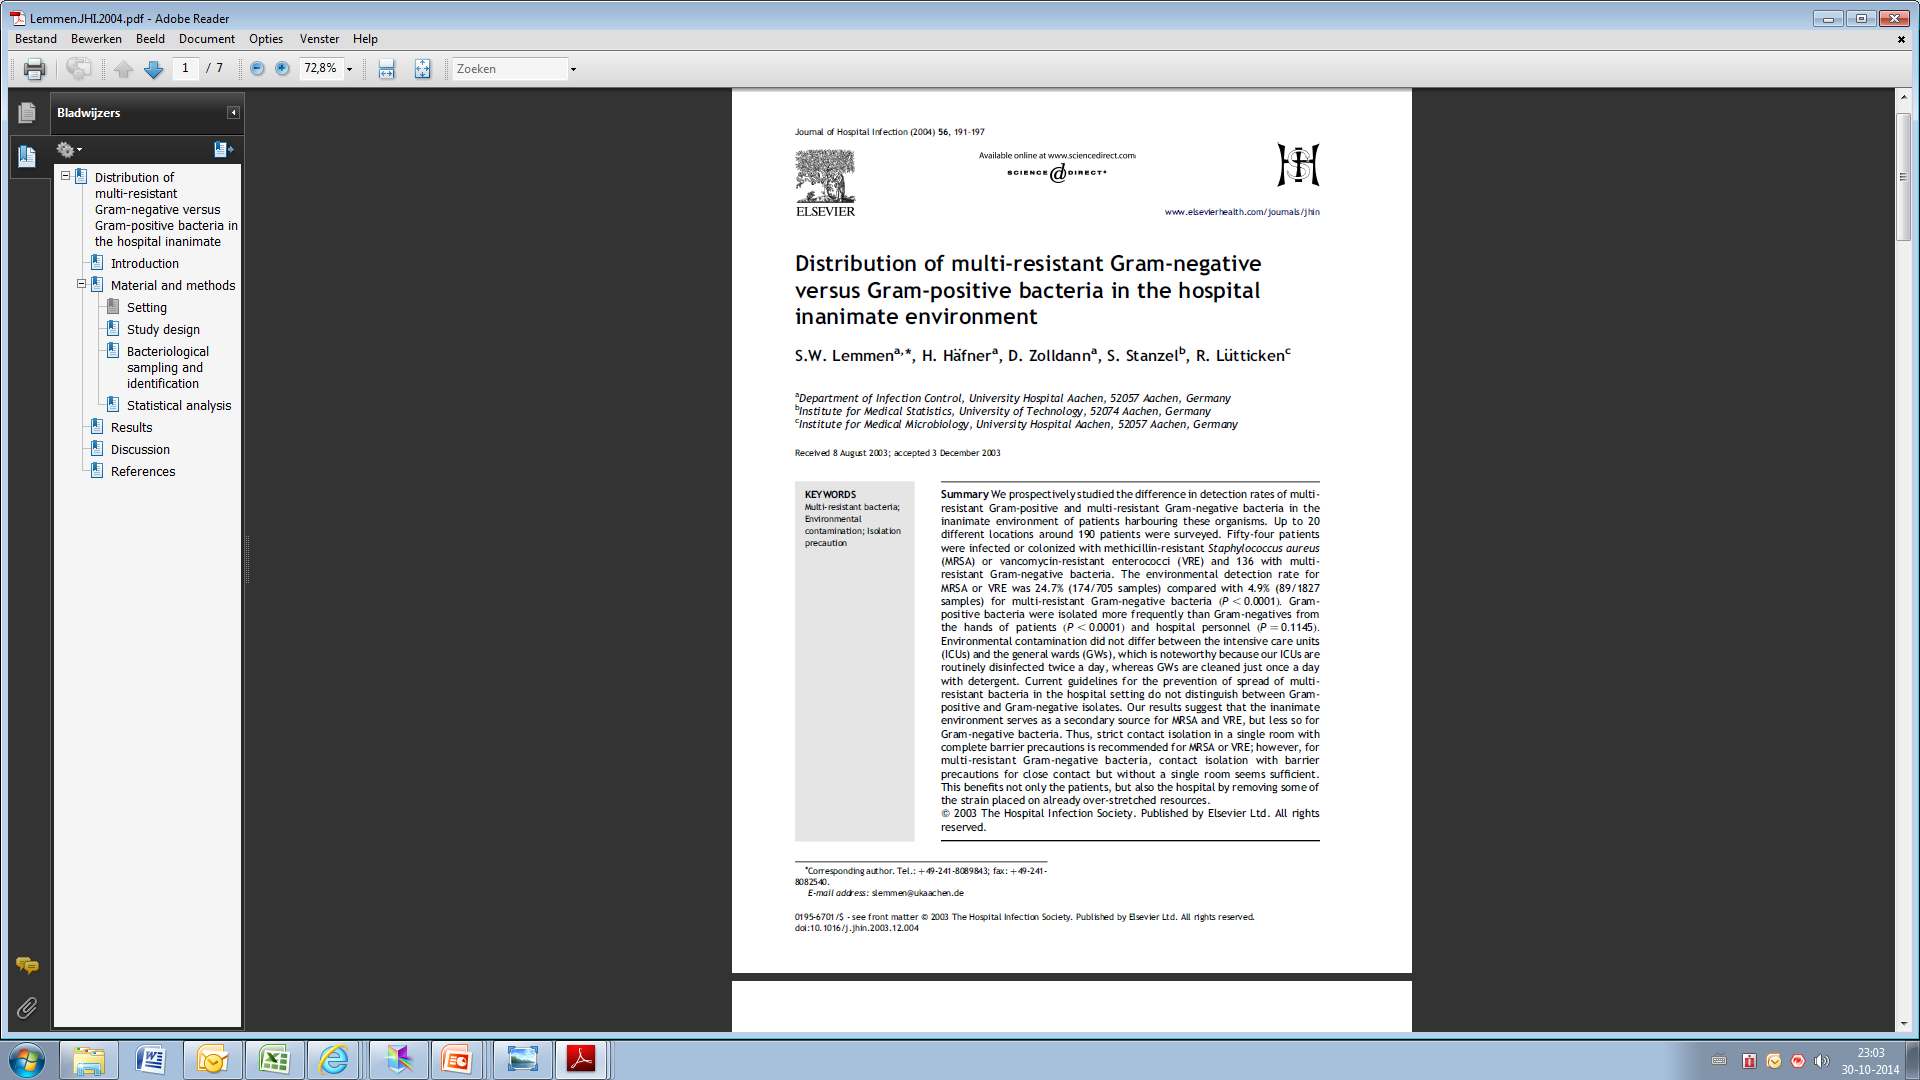 Lemmen.JHI.2004.pdf - Adobe Reader
Bestand Bewerken Beeld Document Opties Venster Help
1 / 7 72,8% Zoeken
Bladwijzers
Distribution of
multi-resistant
Gram-negative versus
Gram-positive bacteria in
the hospital inanimate
Introduction
Material and methods
Setting
Study design
Bacteriological
sampling and
identification
Statistical analysis
Results
Discussion
References
Journal of Hospital Infection (2004) 56, 191–197
Available online at www.sciencedirect.com
SCIENCE @ DIRECT®
ELSEVIER
www.elsevierhealth.com/journals/jhin
Distribution of multi-resistant Gram-negative
versus Gram-positive bacteria in the hospital
inanimate environment
S.W. Lemmenᵃ,*, H. Häfnerᵃ, D. Zolldannᵃ, S. Stanzelᵇ, R. Lüttickenᶜ
ᵃDepartment of Infection Control, University Hospital Aachen, 52057 Aachen, Germany
ᵇInstitute for Medical Statistics, University of Technology, 52074 Aachen, Germany
ᶜInstitute for Medical Microbiology, University Hospital Aachen, 52057 Aachen, Germany
Received 8 August 2003; accepted 3 December 2003
KEYWORDS
Multi-resistant bacteria;
Environmental
contamination; Isolation
precaution
Summary We prospectively studied the difference in detection rates of multi-
resistant Gram-positive and multi-resistant Gram-negative bacteria in the
inanimate environment of patients harbouring these organisms. Up to 20
different locations around 190 patients were surveyed. Fifty-four patients
were infected or colonized with methicillin-resistant Staphylococcus aureus
(MRSA) or vancomycin-resistant enterococci (VRE) and 136 with multi-
resistant Gram-negative bacteria. The environmental detection rate for
MRSA or VRE was 24.7% (174/705 samples) compared with 4.9% (89/1827
samples) for multi-resistant Gram-negative bacteria (P < 0.0001). Gram-
positive bacteria were isolated more frequently than Gram-negatives from
the hands of patients (P < 0.0001) and hospital personnel (P = 0.1145).
Environmental contamination did not differ between the intensive care units
(ICUs) and the general wards (GWs), which is noteworthy because our ICUs are
routinely disinfected twice a day, whereas GWs are cleaned just once a day
with detergent. Current guidelines for the prevention of spread of multi-
resistant bacteria in the hospital setting do not distinguish between Gram-
positive and Gram-negative isolates. Our results suggest that the inanimate
environment serves as a secondary source for MRSA and VRE, but less so for
Gram-negative bacteria. Thus, strict contact isolation in a single room with
complete barrier precautions is recommended for MRSA or VRE; however, for
multi-resistant Gram-negative bacteria, contact isolation with barrier
precautions for close contact but without a single room seems sufficient.
This benefits not only the patients, but also the hospital by removing some of
the strain placed on already over-stretched resources.
© 2003 The Hospital Infection Society. Published by Elsevier Ltd. All rights
reserved.
*Corresponding author. Tel.: +49-241-8089843; fax: +49-241-
8082540.
E-mail address: slemmen@ukaachen.de
0195-6701/$ - see front matter © 2003 The Hospital Infection Society. Published by Elsevier Ltd. All rights reserved.
doi:10.1016/j.jhin.2003.12.004
23:03
30-10-2014